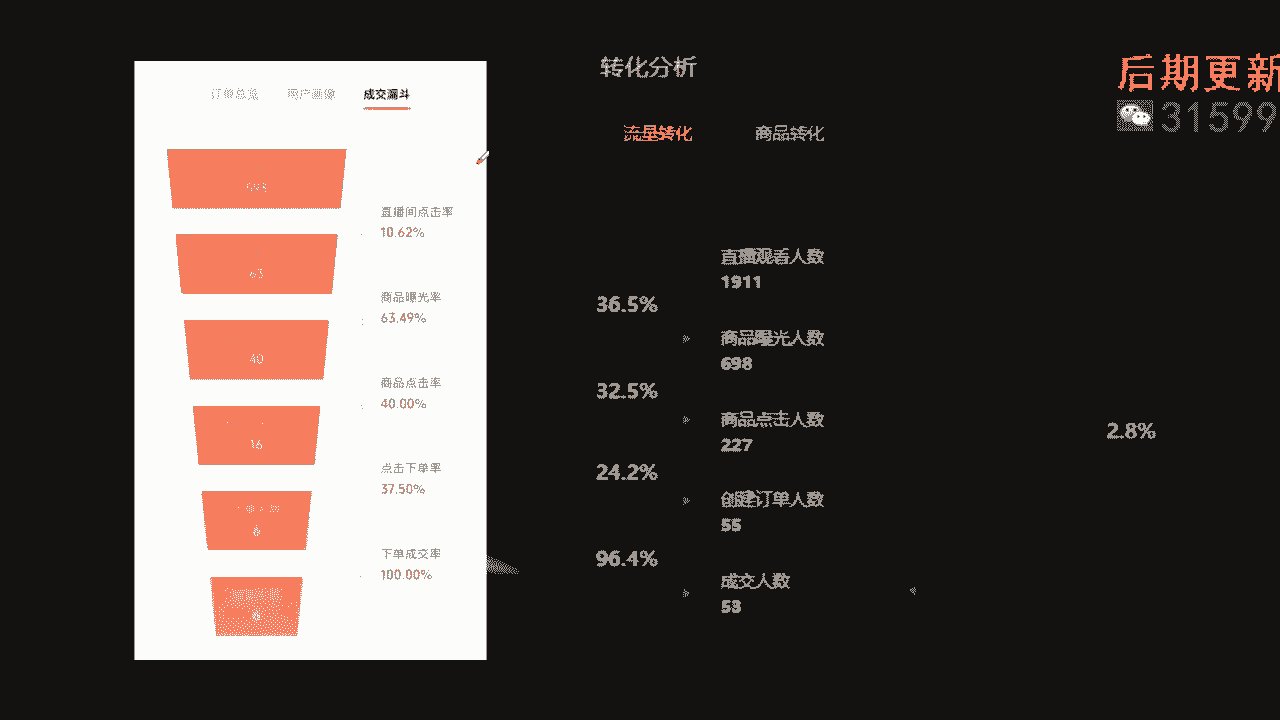 订单总览 用户画像 成交漏斗
593
直播间点击率
10.62%
63
商品曝光率
63.49%
40
商品点击率
40.00%
16
点击下单率
37.50%
6
下单成交率
100.00%
转化分析
流量转化 商品转化
直播观看人数
1911
36.5%
商品曝光人数
698
32.5%
商品点击人数
227
24.2%
创建订单人数
55
96.4%
成交人数
53
2.8%
后期更新
31599